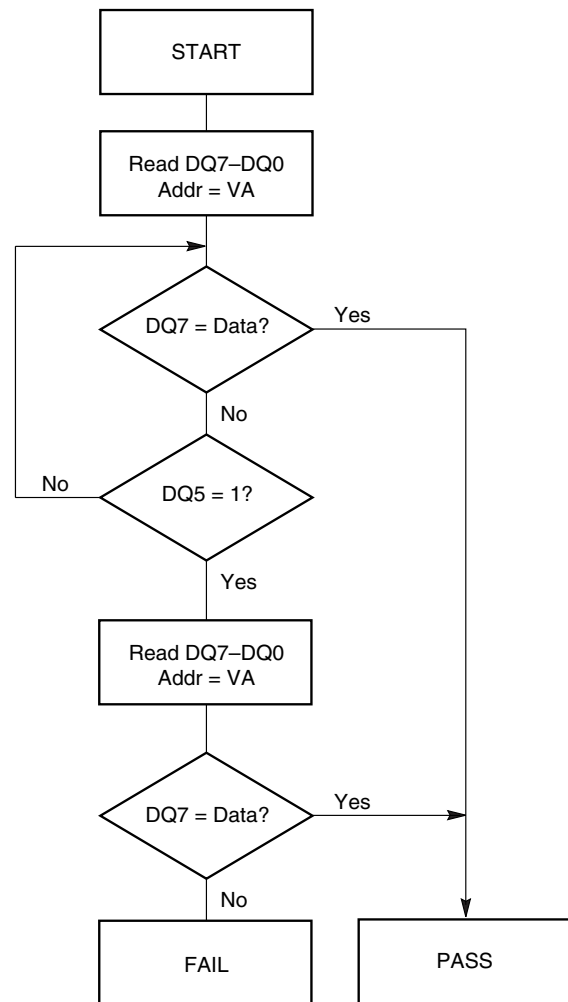 START
Read DQ7–DQ0
Addr = VA
DQ7 = Data?
Yes
No
No
DQ5 = 1?
Yes
Read DQ7–DQ0
Addr = VA
DQ7 = Data?
Yes
No
FAIL
PASS